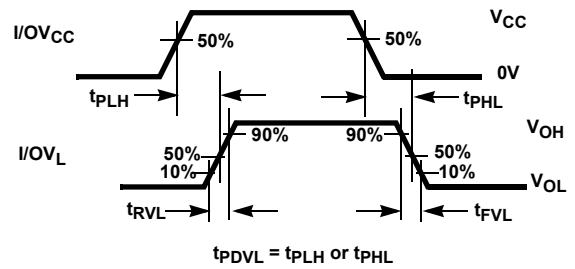 I/OVCC
50%
50%
VCC
0V
tPLH
tPHL
I/OVL
90%
90%
VOH
50%
10%
50%
10%
VOL
tRVL
tFVL
tPDVL = tPLH or tPHL